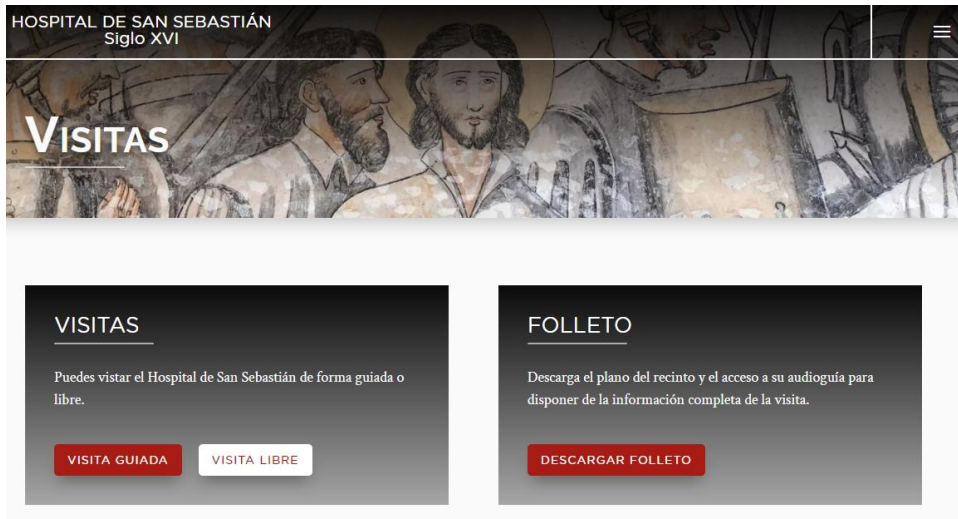 HOSPITAL DE SAN SEBASTIÁN
Siglo XVI
VISITAS
VISITAS
Puedes vistar el Hospital de San Sebastián de forma guiada o
libre.
VISITA GUIADA
VISITA LIBRE
FOLLETO
Descarga el plano del recinto y el acceso a su audioguía para
disponer de la información completa de la visita.
DESCARGAR FOLLETO